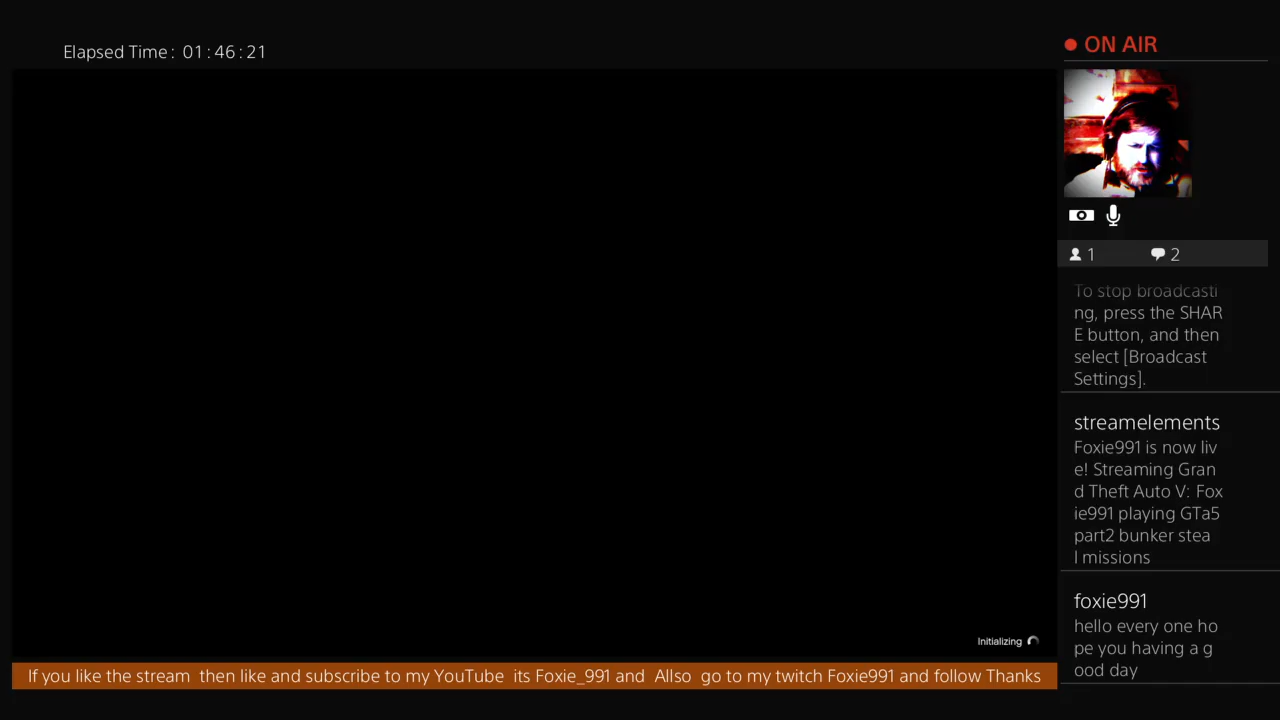 Elapsed Time: 01:46:21
ON AIR
1 2
To stop broadcasti
ng, press the SHAR
E button, and then
select [Broadcast
Settings].
streamelements
Foxie991 is now liv
e! Streaming Gran
d Theft Auto V: Fox
ie991 playing GTa5
part2 bunker stea
l missions
foxie991
hello every one ho
pe you having a g
ood day
Initializing
If you like the stream then like and subscribe to my YouTube its Foxie_991 and Allso go to my twitch Foxie991 and follow Thanks